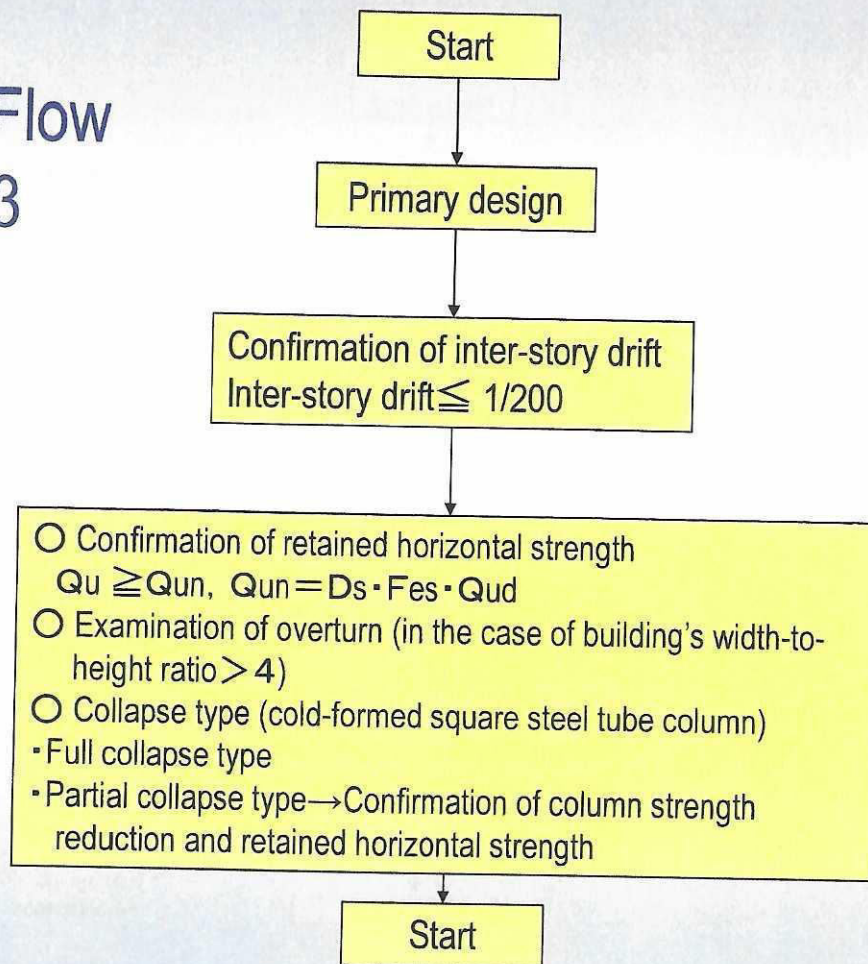 Flow
3
Start
Primary design
Confirmation of inter-story drift
Inter-story drift≦ 1/200
○ Confirmation of retained horizontal strength
Qu ≧Qun, Qun＝Ds・Fes・Qud
○ Examination of overturn (in the case of building's width-to-
height ratio＞4)
○ Collapse type (cold-formed square steel tube column)
・Full collapse type
・Partial collapse type→Confirmation of column strength
reduction and retained horizontal strength
Start